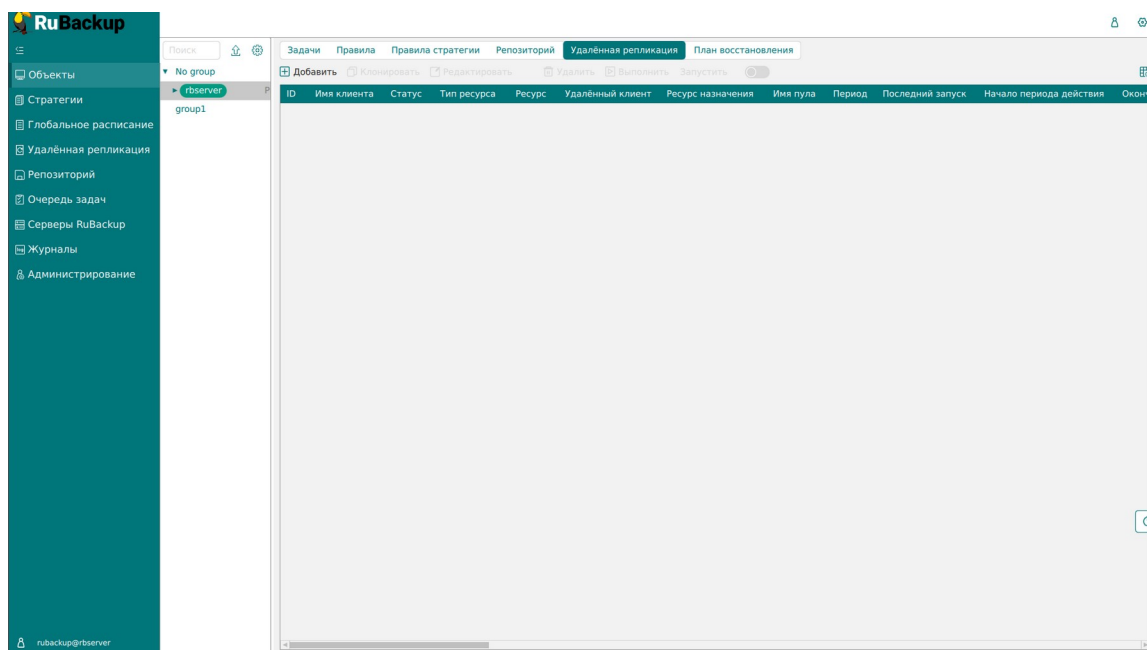 RuBackup
Объекты
Стратегии
Глобальное расписание
Удалённая репликация
Репозиторий
Очередь задач
Серверы RuBackup
Журналы
Администрирование
rubackup@rbserver
Поиск
No group
rbserver P
group1
Задачи Правила Правила стратегии Репозиторий Удалённая репликация План восстановления
Добавить Клонировать Редактировать Удалить Выполнить Запустить
ID Имя клиента Статус Тип ресурса Ресурс Удалённый клиент Ресурс назначения Имя пула Период Последний запуск Начало периода действия Окон